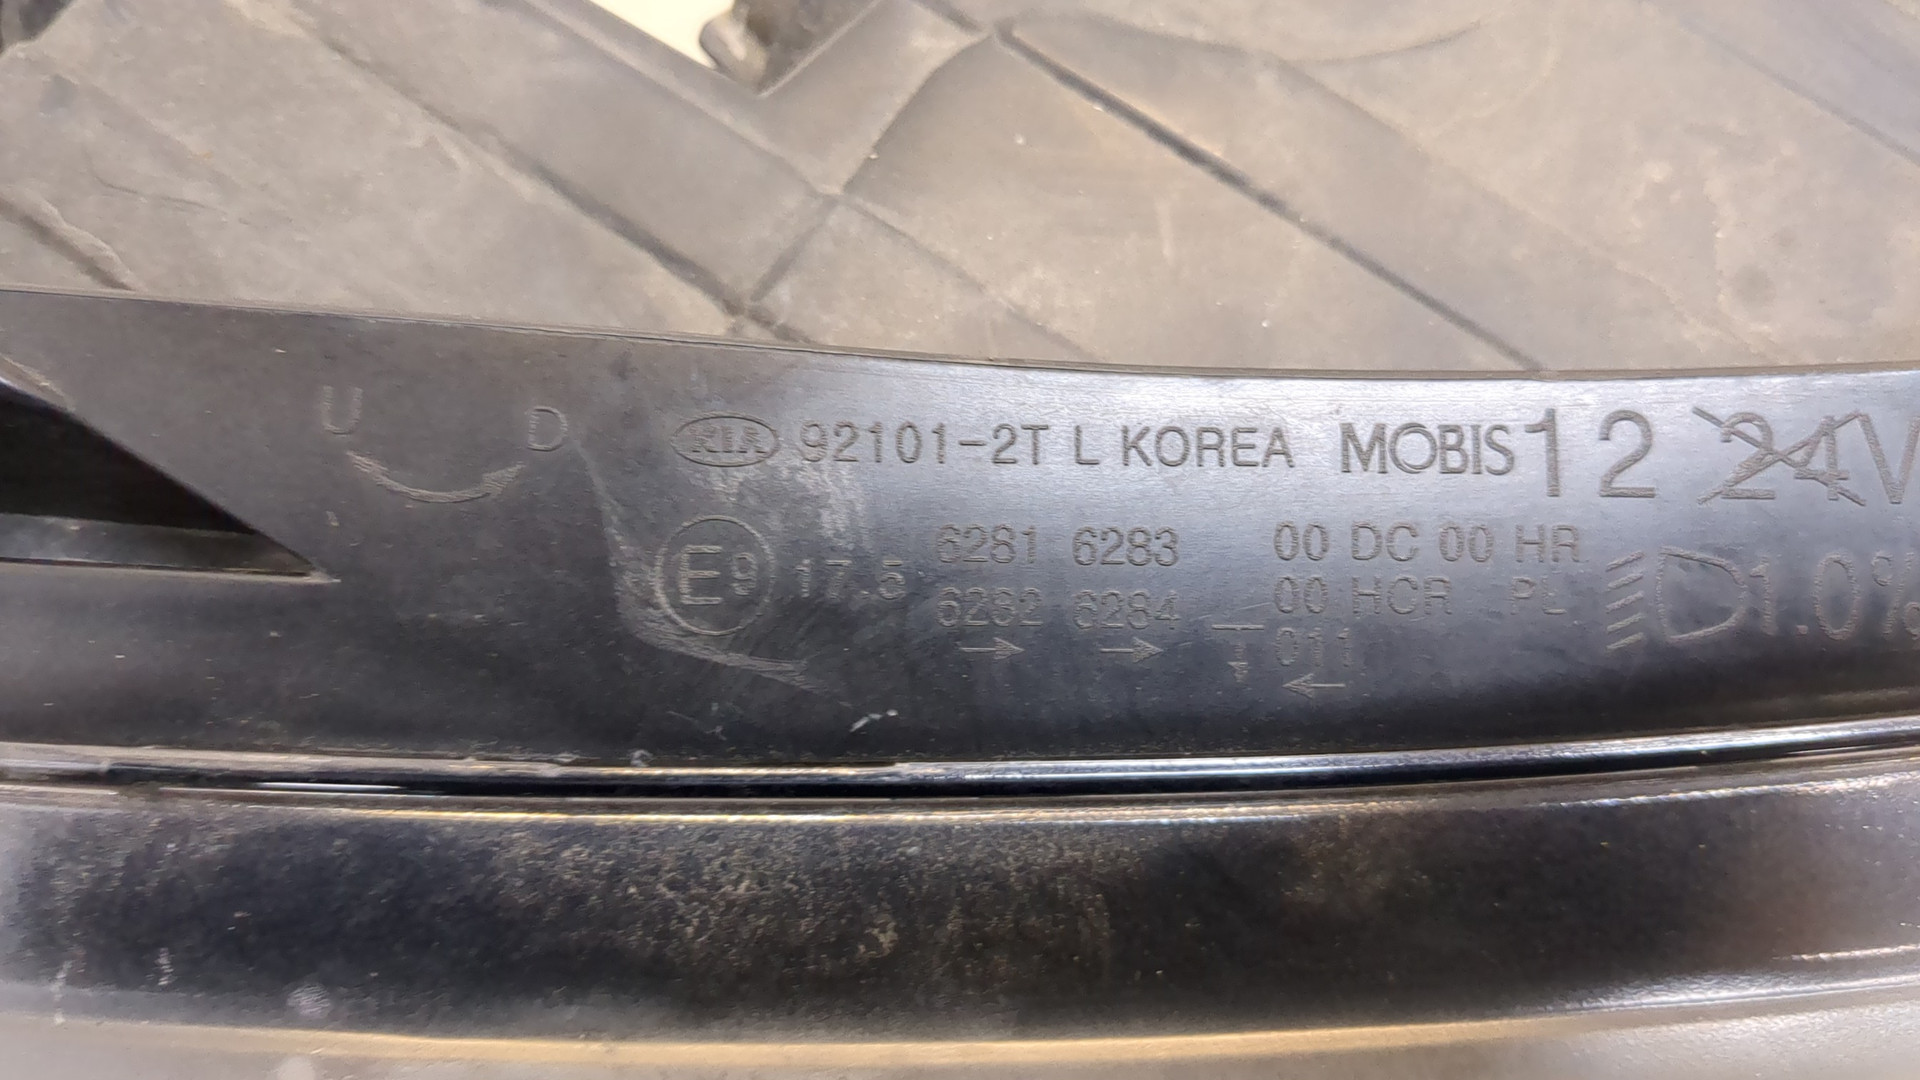 U D KIA 92101-2T L KOREA MOBIS 12 24V
E9 17.5 6281 6283 00 DC 00 HR
6282 6284 00 HCR PL 1.0%
011